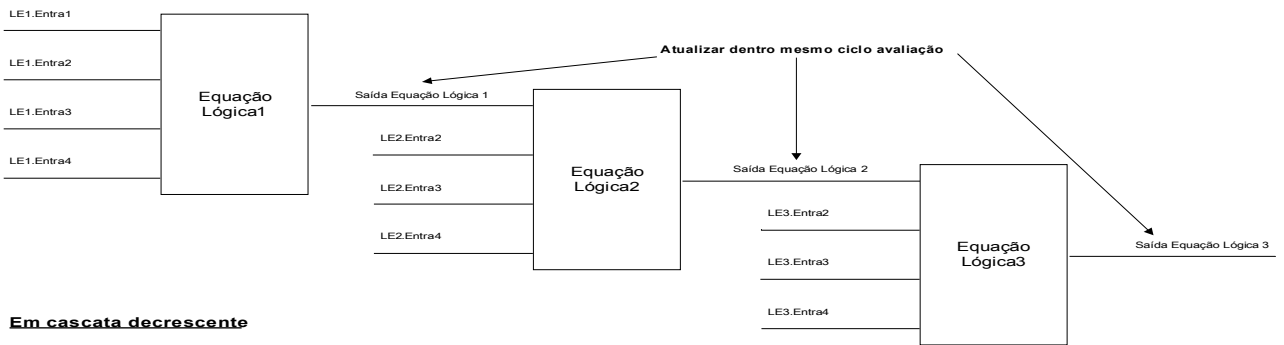 LE1.Entra1
LE1.Entra2
LE1.Entra3
LE1.Entra4
Equação
Lógica1
Atualizar dentro mesmo ciclo avaliação
Saída Equação Lógica 1
LE2.Entra2
LE2.Entra3
LE2.Entra4
Equação
Lógica2
Saída Equação Lógica 2
LE3.Entra2
LE3.Entra3
LE3.Entra4
Equação
Lógica3
Saída Equação Lógica 3
Em cascata decrescente